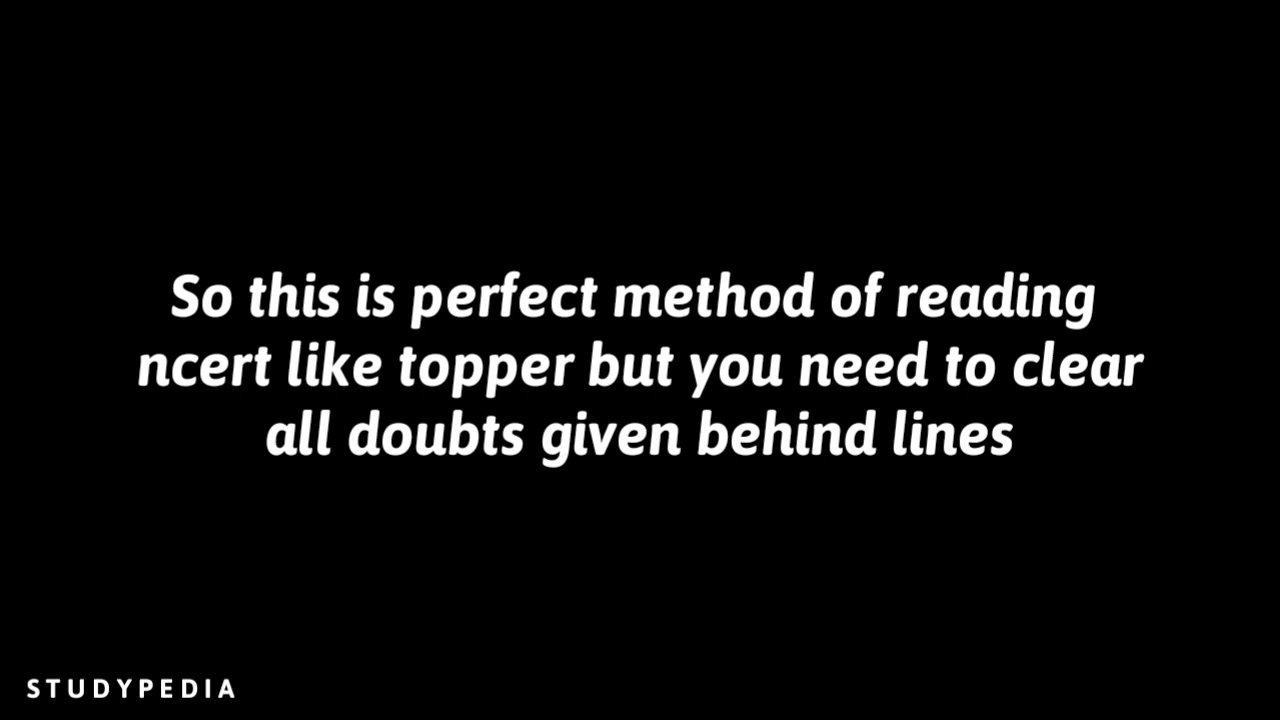 So this is perfect method of reading
ncert like topper but you need to clear
all doubts given behind lines
STUDYPEDIA